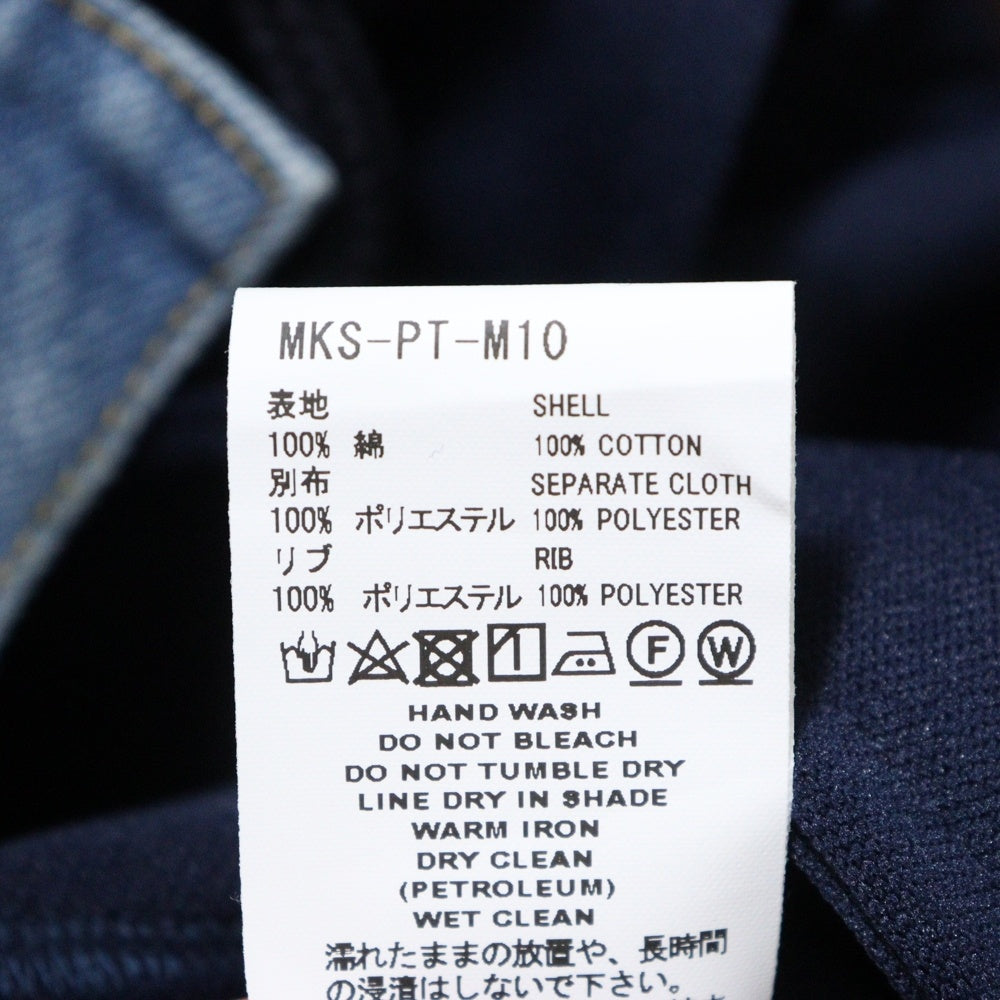 MKS-PT-M10
表地 SHELL
100% 綿 100% COTTON
別布 SEPARATE CLOTH
100% ポリエステル 100% POLYESTER
リブ RIB
100% ポリエステル 100% POLYESTER
F W
HAND WASH
DO NOT BLEACH
DO NOT TUMBLE DRY
LINE DRY IN SHADE
WARM IRON
DRY CLEAN
(PETROLEUM)
WET CLEAN
濡れたままの放置や、長時間
の浸漬はしないで下さい。